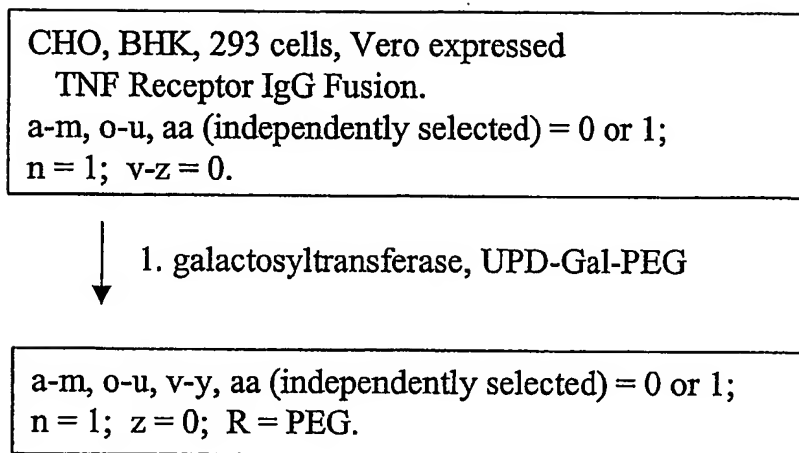 CHO, BHK, 293 cells, Vero expressed
TNF Receptor IgG Fusion.
a-m, o-u, aa (independently selected) = 0 or 1;
n = 1; v-z = 0.
1. galactosyltransferase, UPD-Gal-PEG
a-m, o-u, v-y, aa (independently selected) = 0 or 1;
n = 1; z = 0; R = PEG.